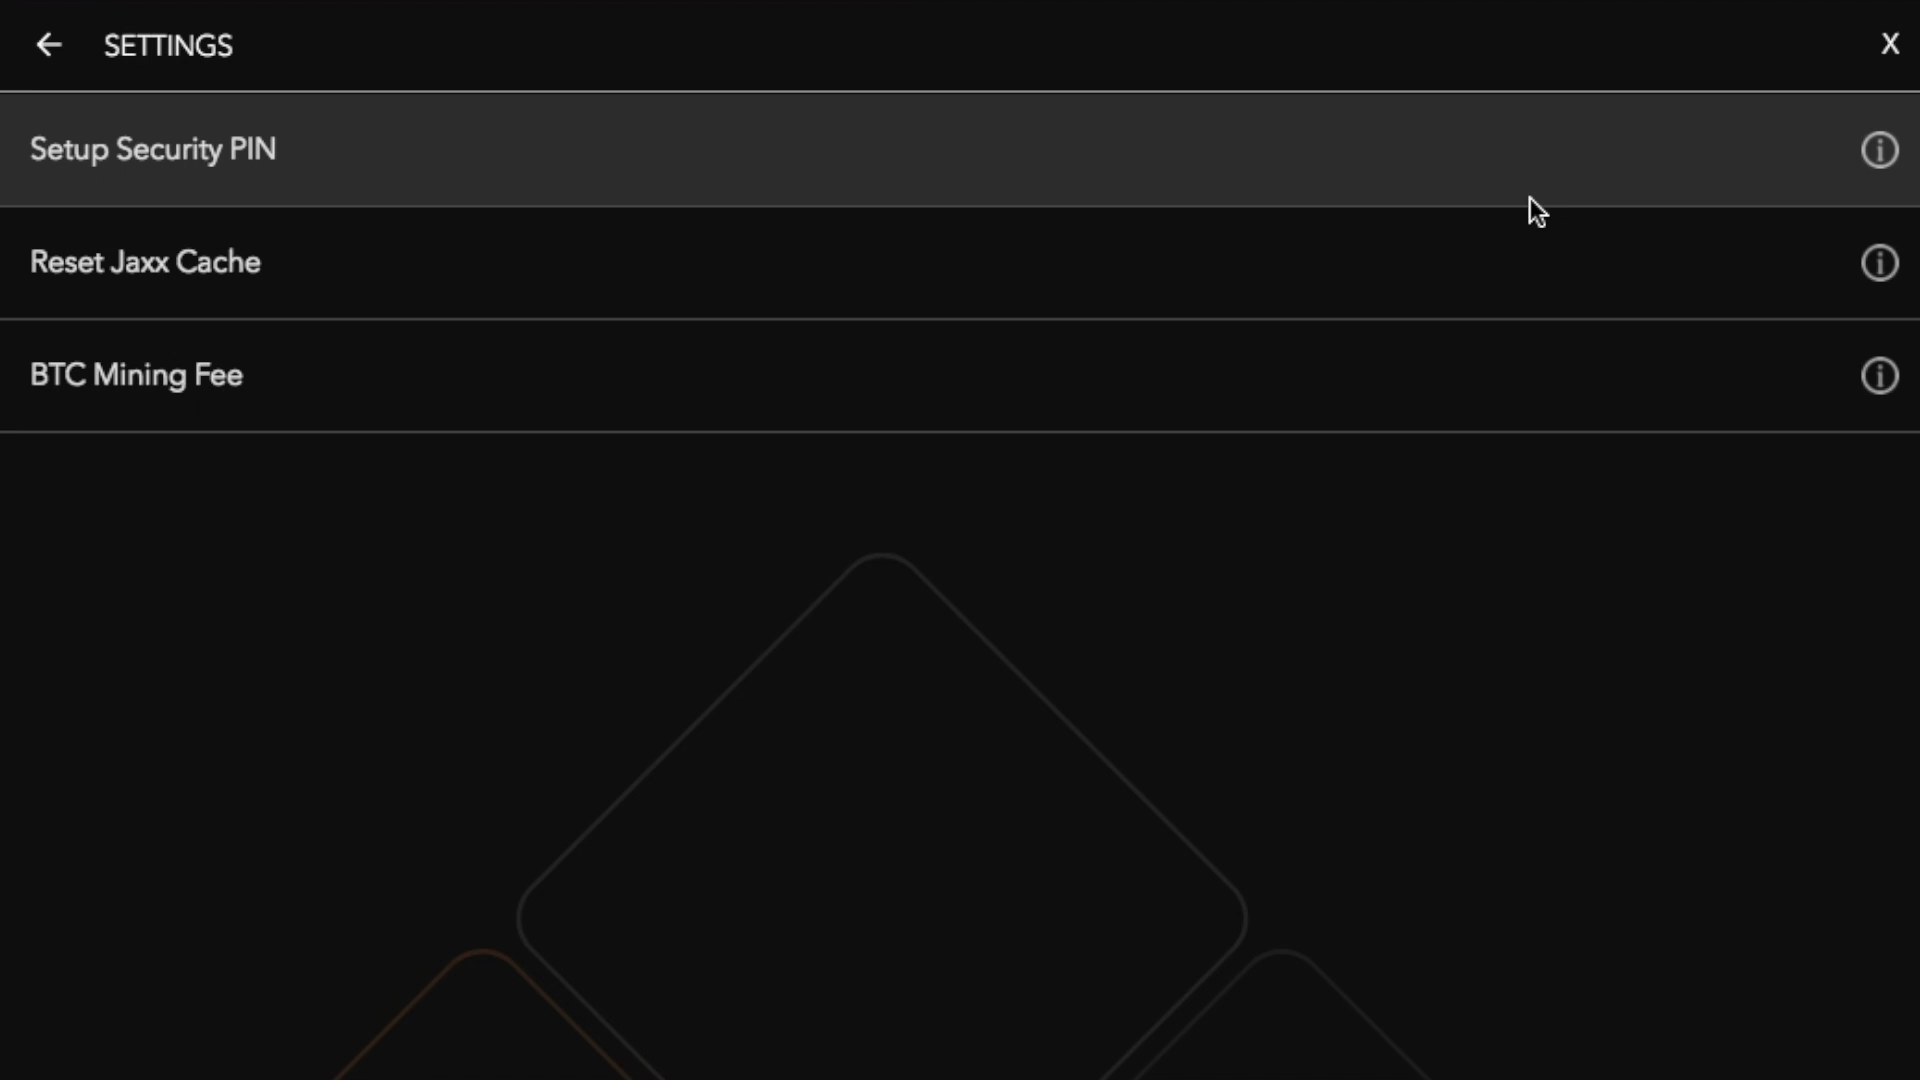 SETTINGS
X
Setup Security PIN
Reset Jaxx Cache
BTC Mining Fee